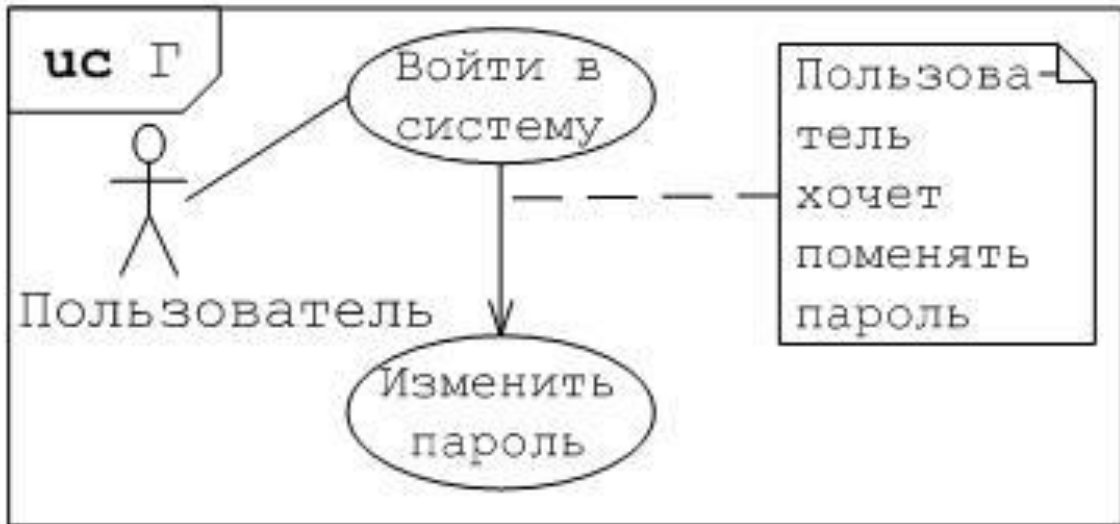 uc Г
Войти в
систему
Пользова-
тель
хочет
поменять
пароль
Пользователь
Изменить
пароль